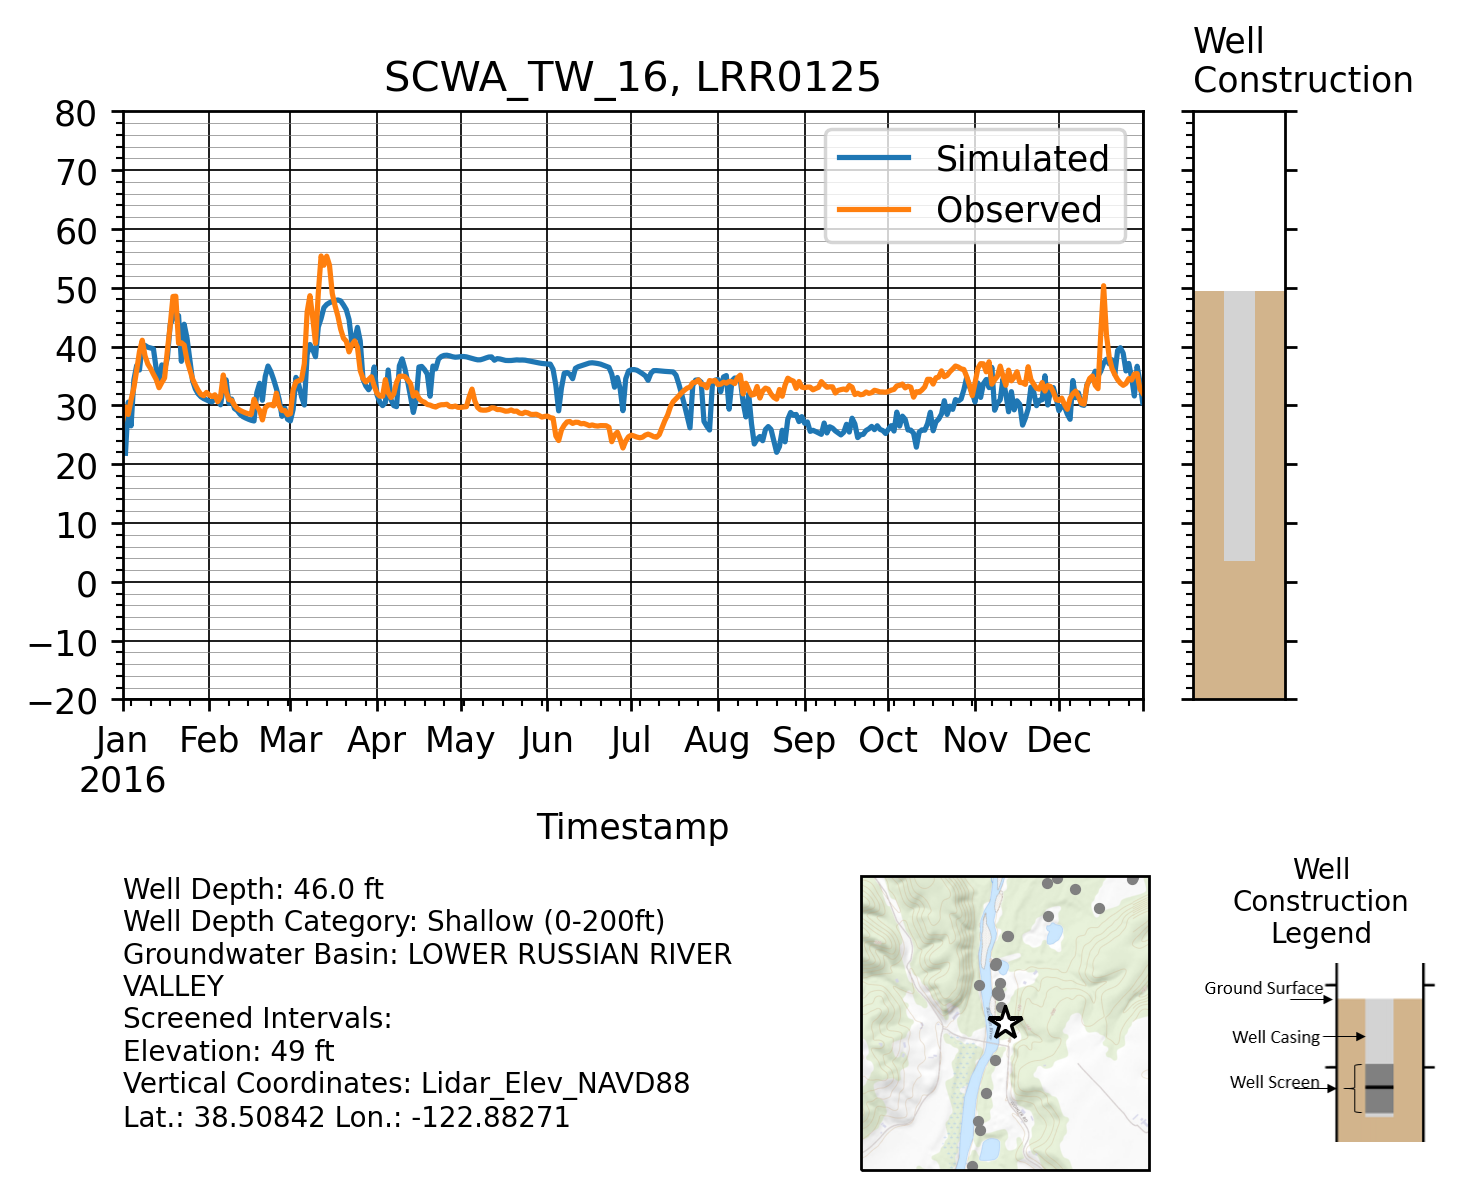 Well
Construction
SCWA_TW_16, LRR0125
80
70
60
50
40
30
20
10
0
−10
−20
Simulated
Observed
Jan Feb Mar Apr May Jun Jul Aug Sep Oct Nov Dec
2016
Timestamp
Well Depth: 46.0 ft
Well Depth Category: Shallow (0-200ft)
Groundwater Basin: LOWER RUSSIAN RIVER
VALLEY
Screened Intervals:
Elevation: 49 ft
Vertical Coordinates: Lidar_Elev_NAVD88
Lat.: 38.50842 Lon.: -122.88271
Well
Construction
Legend
Ground Surface
Well Casing
Well Screen